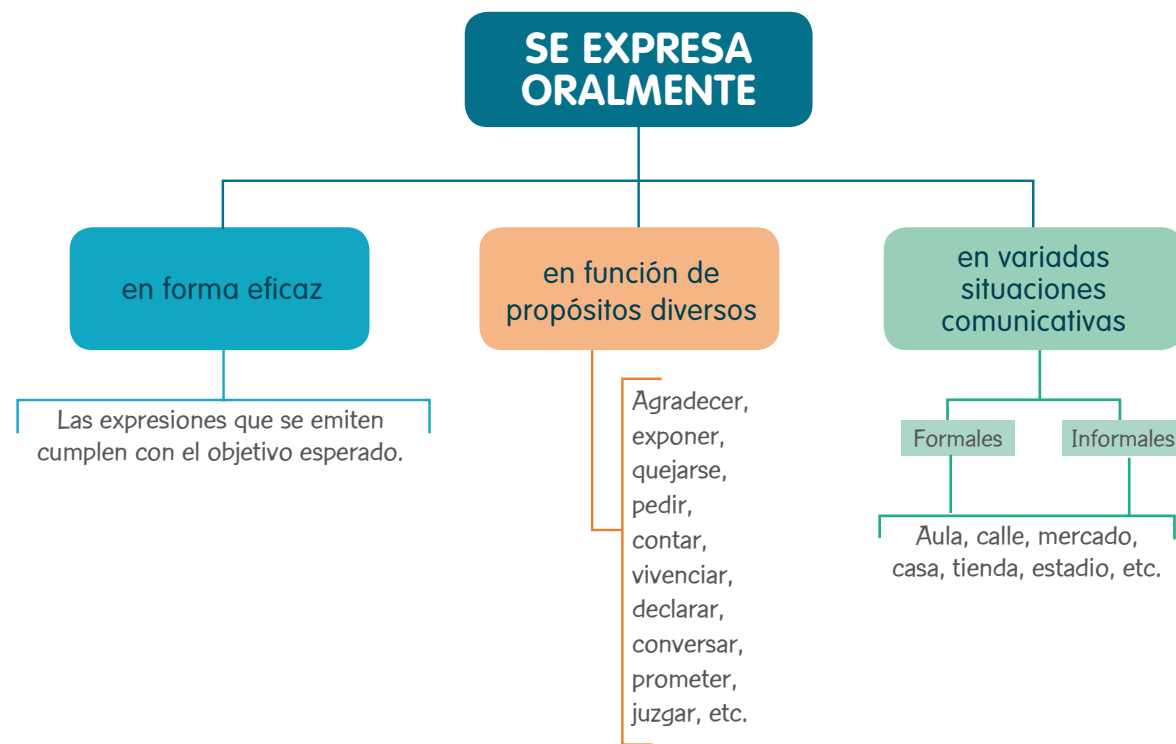 SE EXPRESA
ORALMENTE
en forma eficaz
Las expresiones que se emiten
cumplen con el objetivo esperado.
en función de
propósitos diversos
Agradecer,
exponer,
quejarse,
pedir,
contar,
vivenciar,
declarar,
conversar,
prometer,
juzgar, etc.
en variadas
situaciones
comunicativas
Formales
Informales
Aula, calle, mercado,
casa, tienda, estadio, etc.